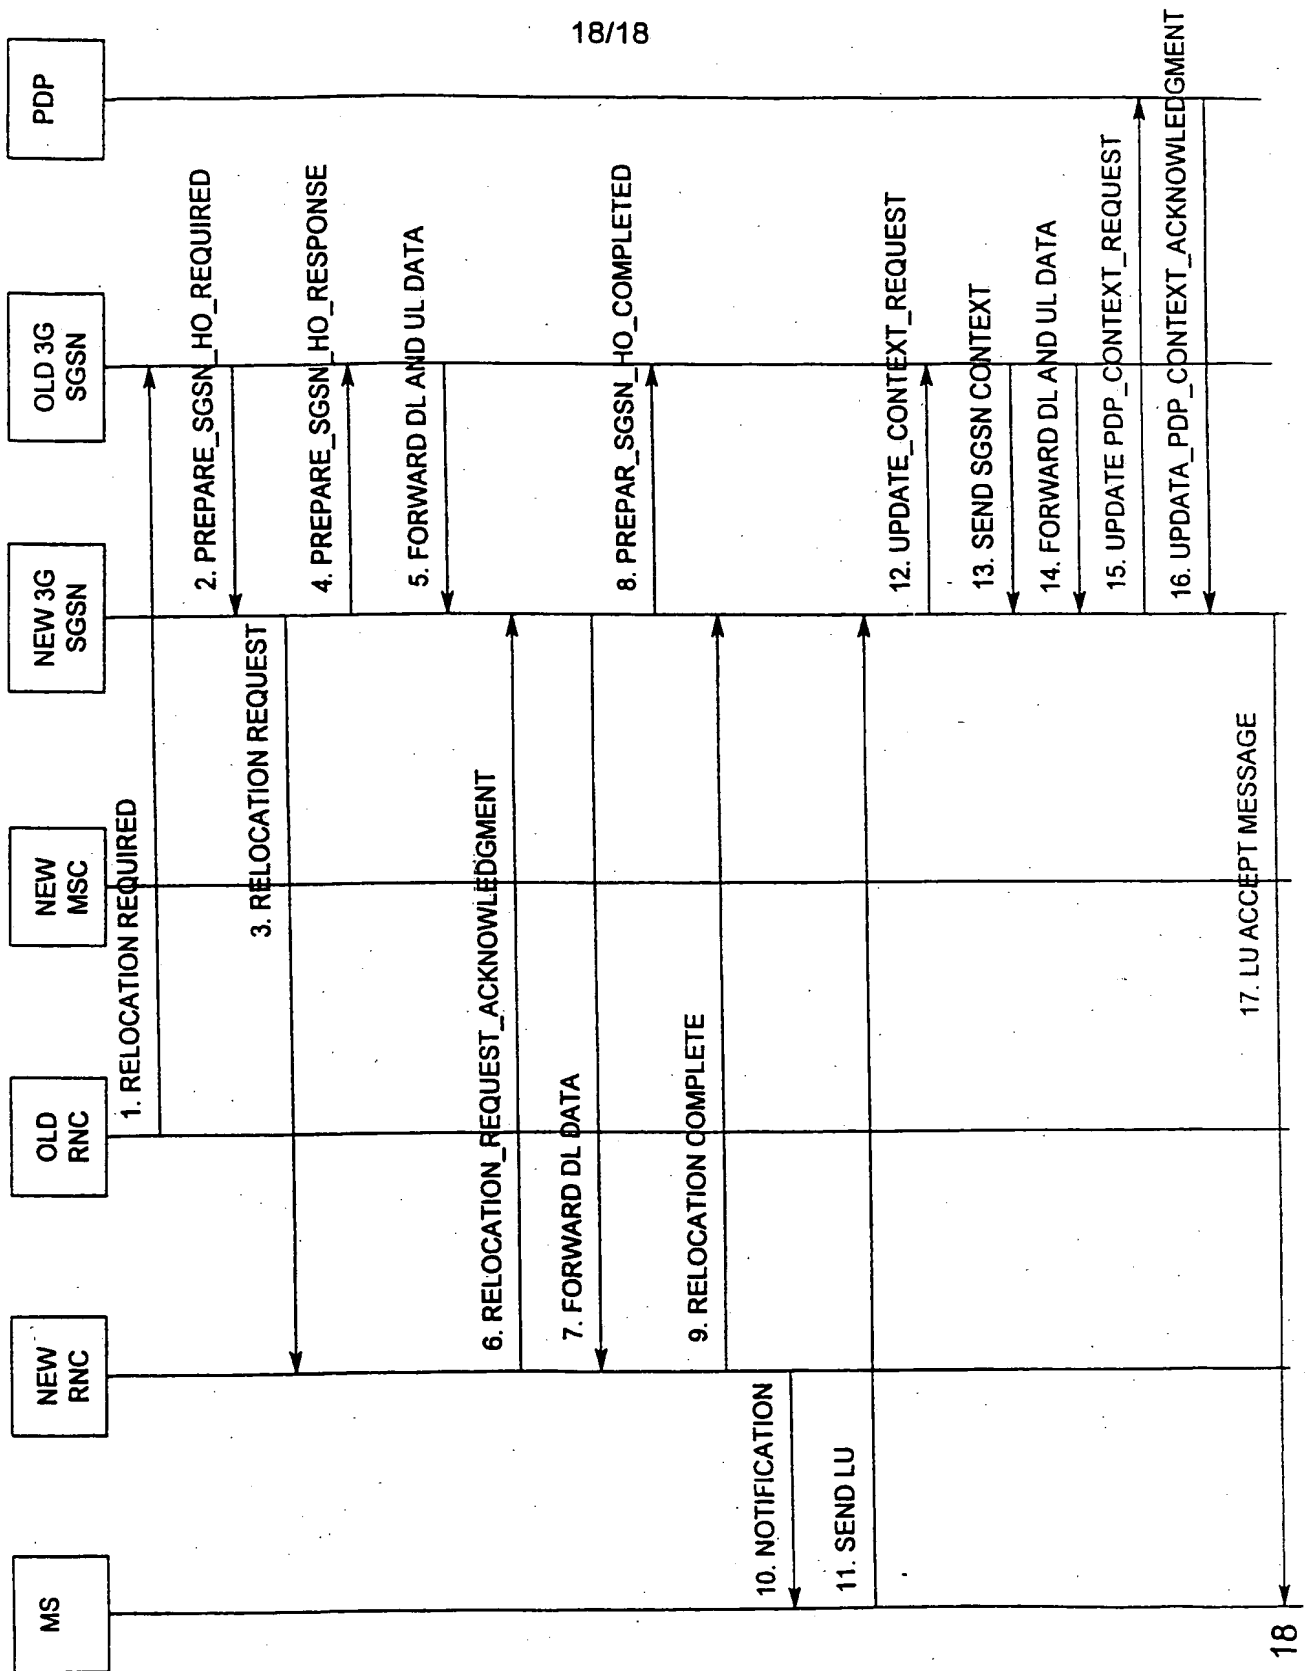 18/18
MS
NEW
RNC
OLD
RNC
NEW
MSC
NEW 3G
SGSN
OLD 3G
SGSN
PDP
1. RELOCATION REQUIRED
2. PREPARE_SGSN_HO_REQUIRED
3. RELOCATION REQUEST
4. PREPARE_SGSN_HO_RESPONSE
5. FORWARD DL AND UL DATA
6. RELOCATION_REQUEST_ACKNOWLEDGMENT
7. FORWARD DL DATA
8. PREPAR_SGSN_HO_COMPLETED
9. RELOCATION COMPLETE
10. NOTIFICATION
11. SEND LU
12. UPDATE_CONTEXT_REQUEST
13. SEND SGSN CONTEXT
14. FORWARD DL AND UL DATA
15. UPDATE PDP_CONTEXT_REQUEST
16. UPDATA_PDP_CONTEXT_ACKNOWLEDGMENT
17. LU ACCEPT MESSAGE
18